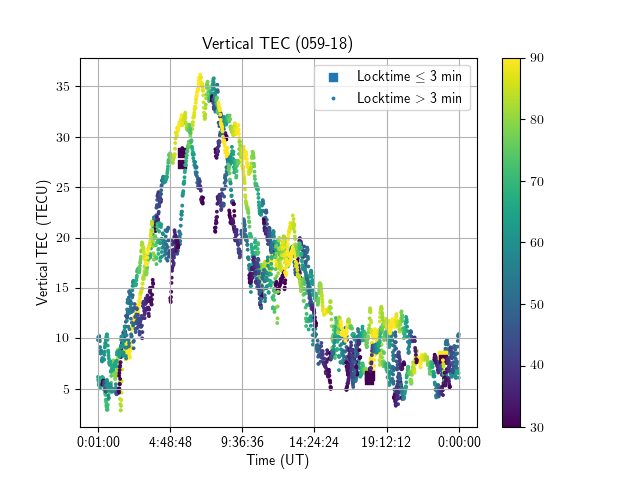 Vertical TEC (059-18)
Locktime ≤ 3 min
Locktime > 3 min
Vertical TEC (TECU)
35
30
25
20
15
10
5
0:01:00 4:48:48 9:36:36 14:24:24 19:12:12 0:00:00
Time (UT)
90
80
70
60
50
40
30